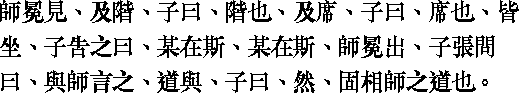 師冕見、及階、子曰、階也、及席、子曰、席也、皆
坐、子告之曰、某在斯、某在斯、師冕出、子張問
曰、與師言之、道與、子曰、然、固相師之道也。